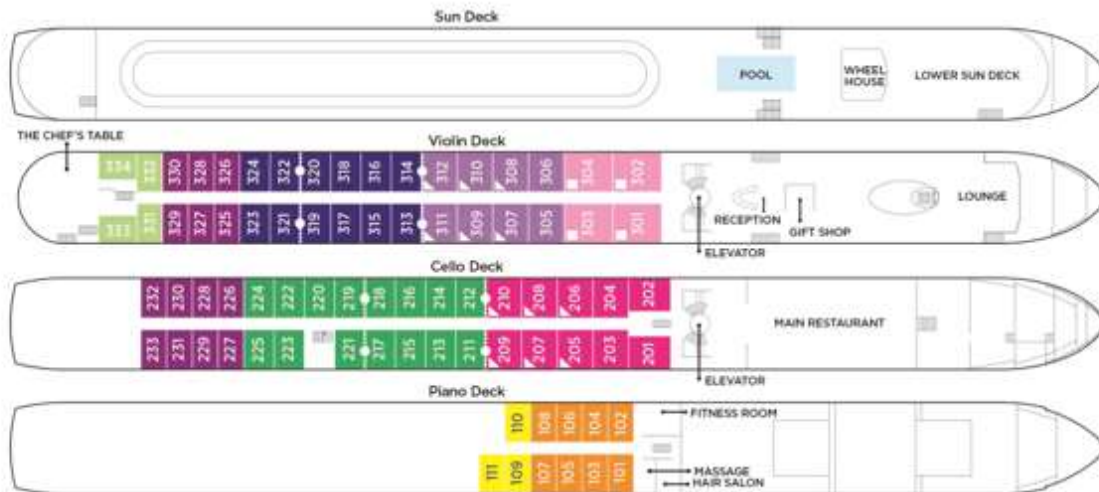 Sun Deck
POOL
WHEEL
HOUSE
LOWER SUN DECK
THE CHEF'S TABLE
Violin Deck
334 332 330 328 326 324 322 320 318 316 314 312 310 308 306 304 302
333 331 329 327 325 323 321 319 317 315 313 311 309 307 305 303 301
RECEPTION
GIFT SHOP
LOUNGE
ELEVATOR
Cello Deck
232 230 228 226 224 222 220 219 218 216 214 212 210 208 206 204 202
233 231 229 227 225 223 221 217 215 213 211 209 207 205 203 201
MAIN RESTAURANT
ELEVATOR
Piano Deck
110 108 106 104 102
FITNESS ROOM
111 109 107 105 103 101
MASSAGE
HAIR SALON